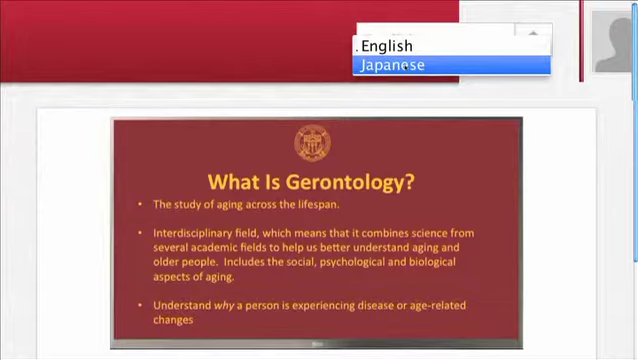 English
Japanese
What Is Gerontology?
• The study of aging across the lifespan.
• Interdisciplinary field, which means that it combines science from
several academic fields to help us better understand aging and
older people. Includes the social, psychological and biological
aspects of aging.
• Understand why a person is experiencing disease or age-related
changes